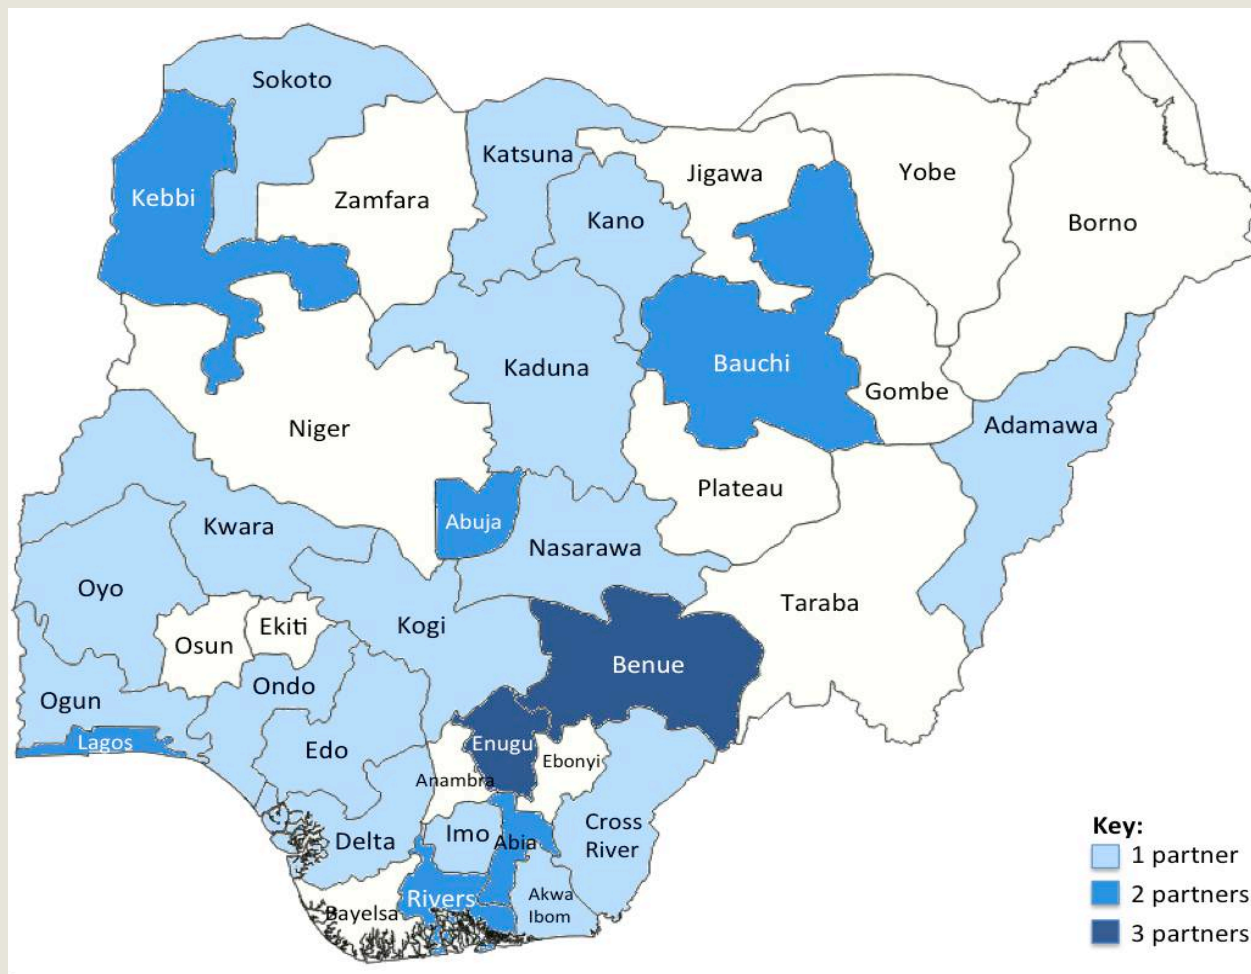 Sokoto
Katsuna
Kebbi
Zamfara
Kano
Jigawa
Yobe
Borno
Kaduna
Bauchi
Gombe
Adamawa
Niger
Plateau
Abuja
Kwara
Nasarawa
Oyo
Taraba
Osun
Ekiti
Kogi
Benue
Ogun
Ondo
Lagos
Edo
Enugu
Ebonyi
Anambra
Delta
Imo
Abia
Cross
River
Rivers
Akwa
Ibom
Bayelsa
Key:
1 partner
2 partners
3 partners